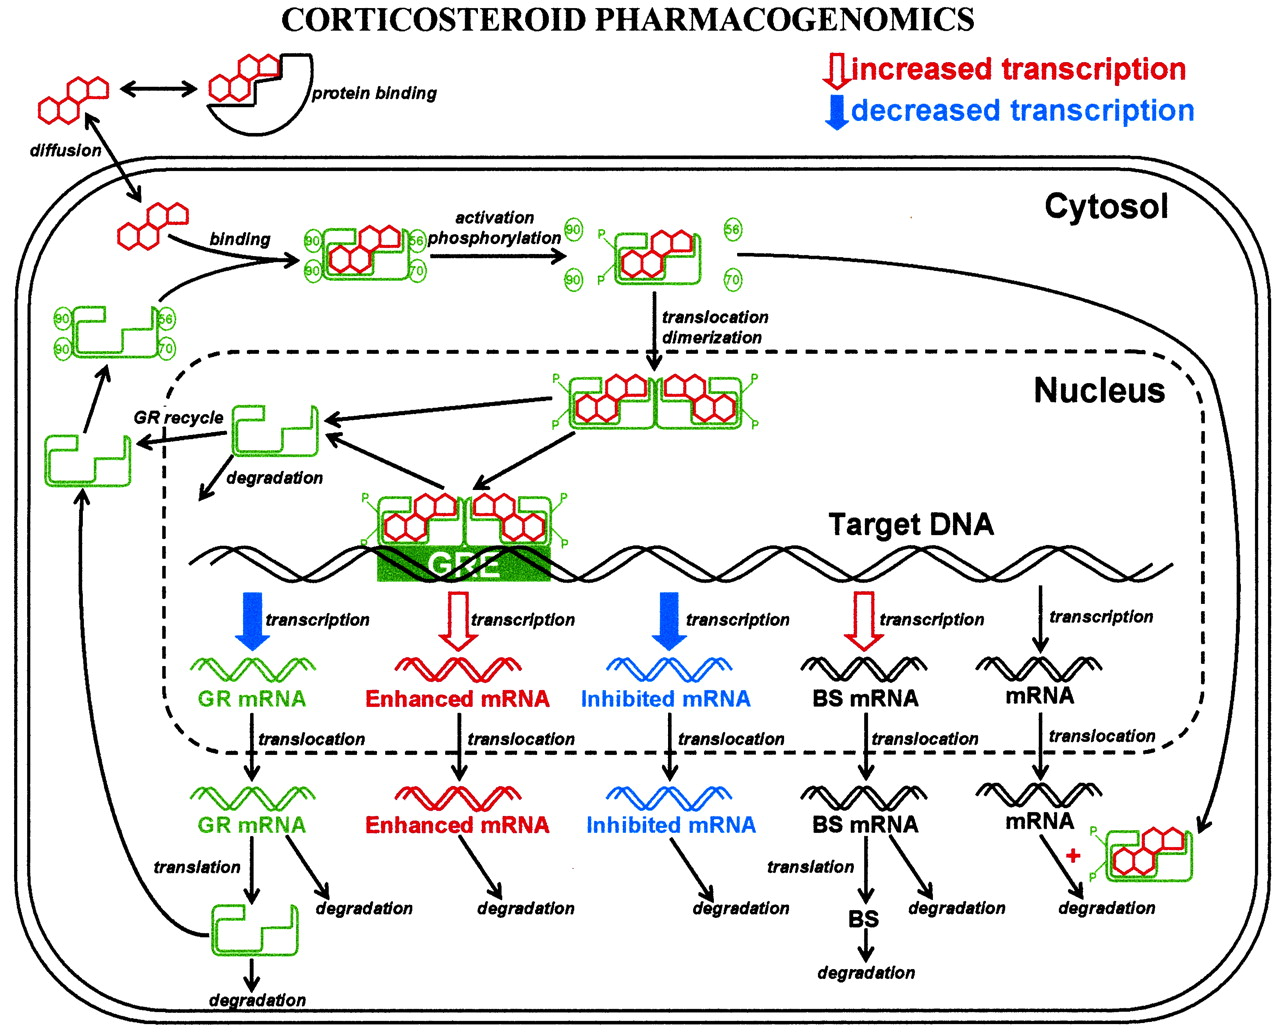 CORTICOSTEROID PHARMACOGENOMICS
increased transcription
decreased transcription
protein binding
diffusion
Cytosol
binding
activation
phosphorylation
90
56
90
70
90
56
90
70
P
P
90
56
90
70
translocation
dimerization
Nucleus
P
P
P
P
GR recycle
degradation
P
P
P
P
Target DNA
GRE
transcription
transcription
transcription
transcription
transcription
GR mRNA
Enhanced mRNA
Inhibited mRNA
BS mRNA
mRNA
translocation
translocation
translocation
translocation
translocation
GR mRNA
Enhanced mRNA
Inhibited mRNA
BS mRNA
mRNA
+
P
P
translation
translation
degradation
degradation
degradation
degradation
degradation
BS
degradation
degradation